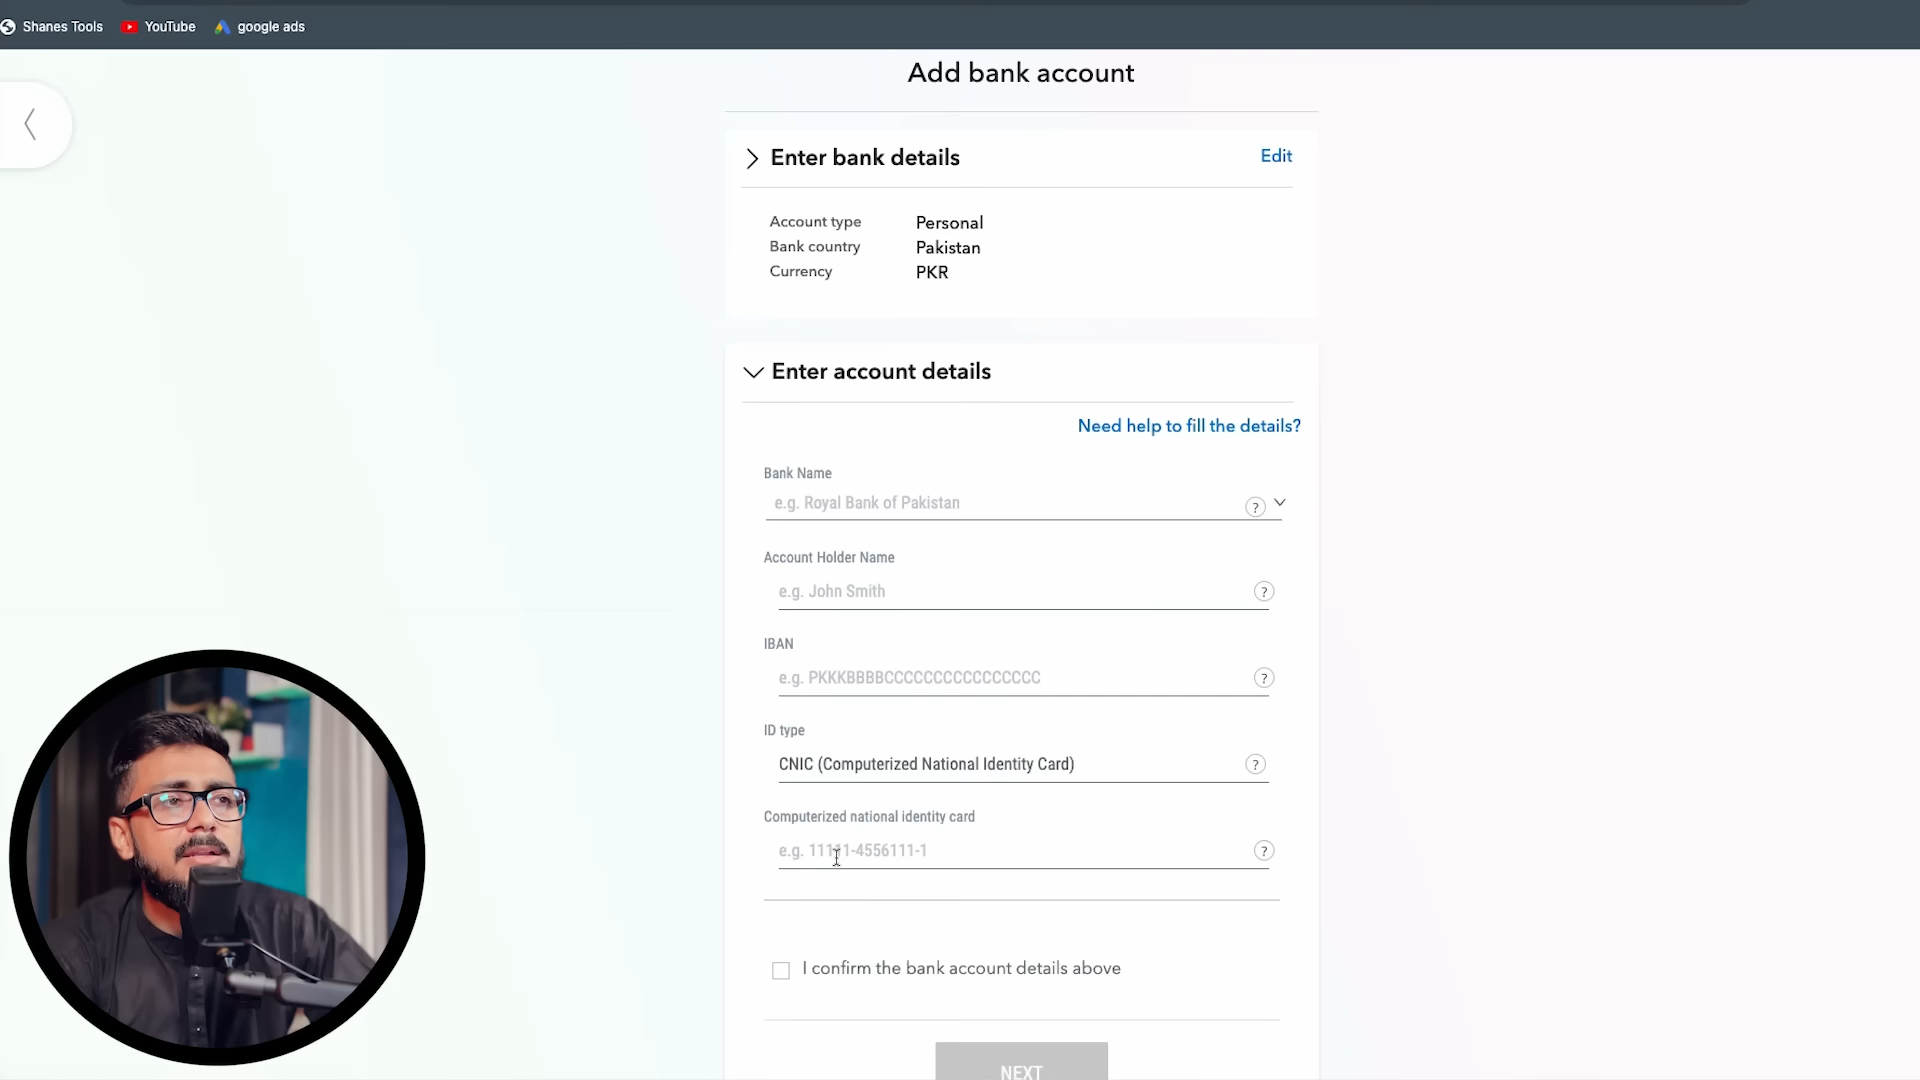 Shanes Tools YouTube google ads
Add bank account
Enter bank details Edit
Account type Personal
Bank country Pakistan
Currency PKR
Enter account details
Need help to fill the details?
Bank Name
e.g. Royal Bank of Pakistan ?
Account Holder Name
e.g. John Smith ?
IBAN
e.g. PKKKBBBBCCCCCCCCCCCCCCCC ?
ID type
CNIC (Computerized National Identity Card) ?
Computerized national identity card
e.g. 11111-4556111-1 ?
I confirm the bank account details above
NEXT